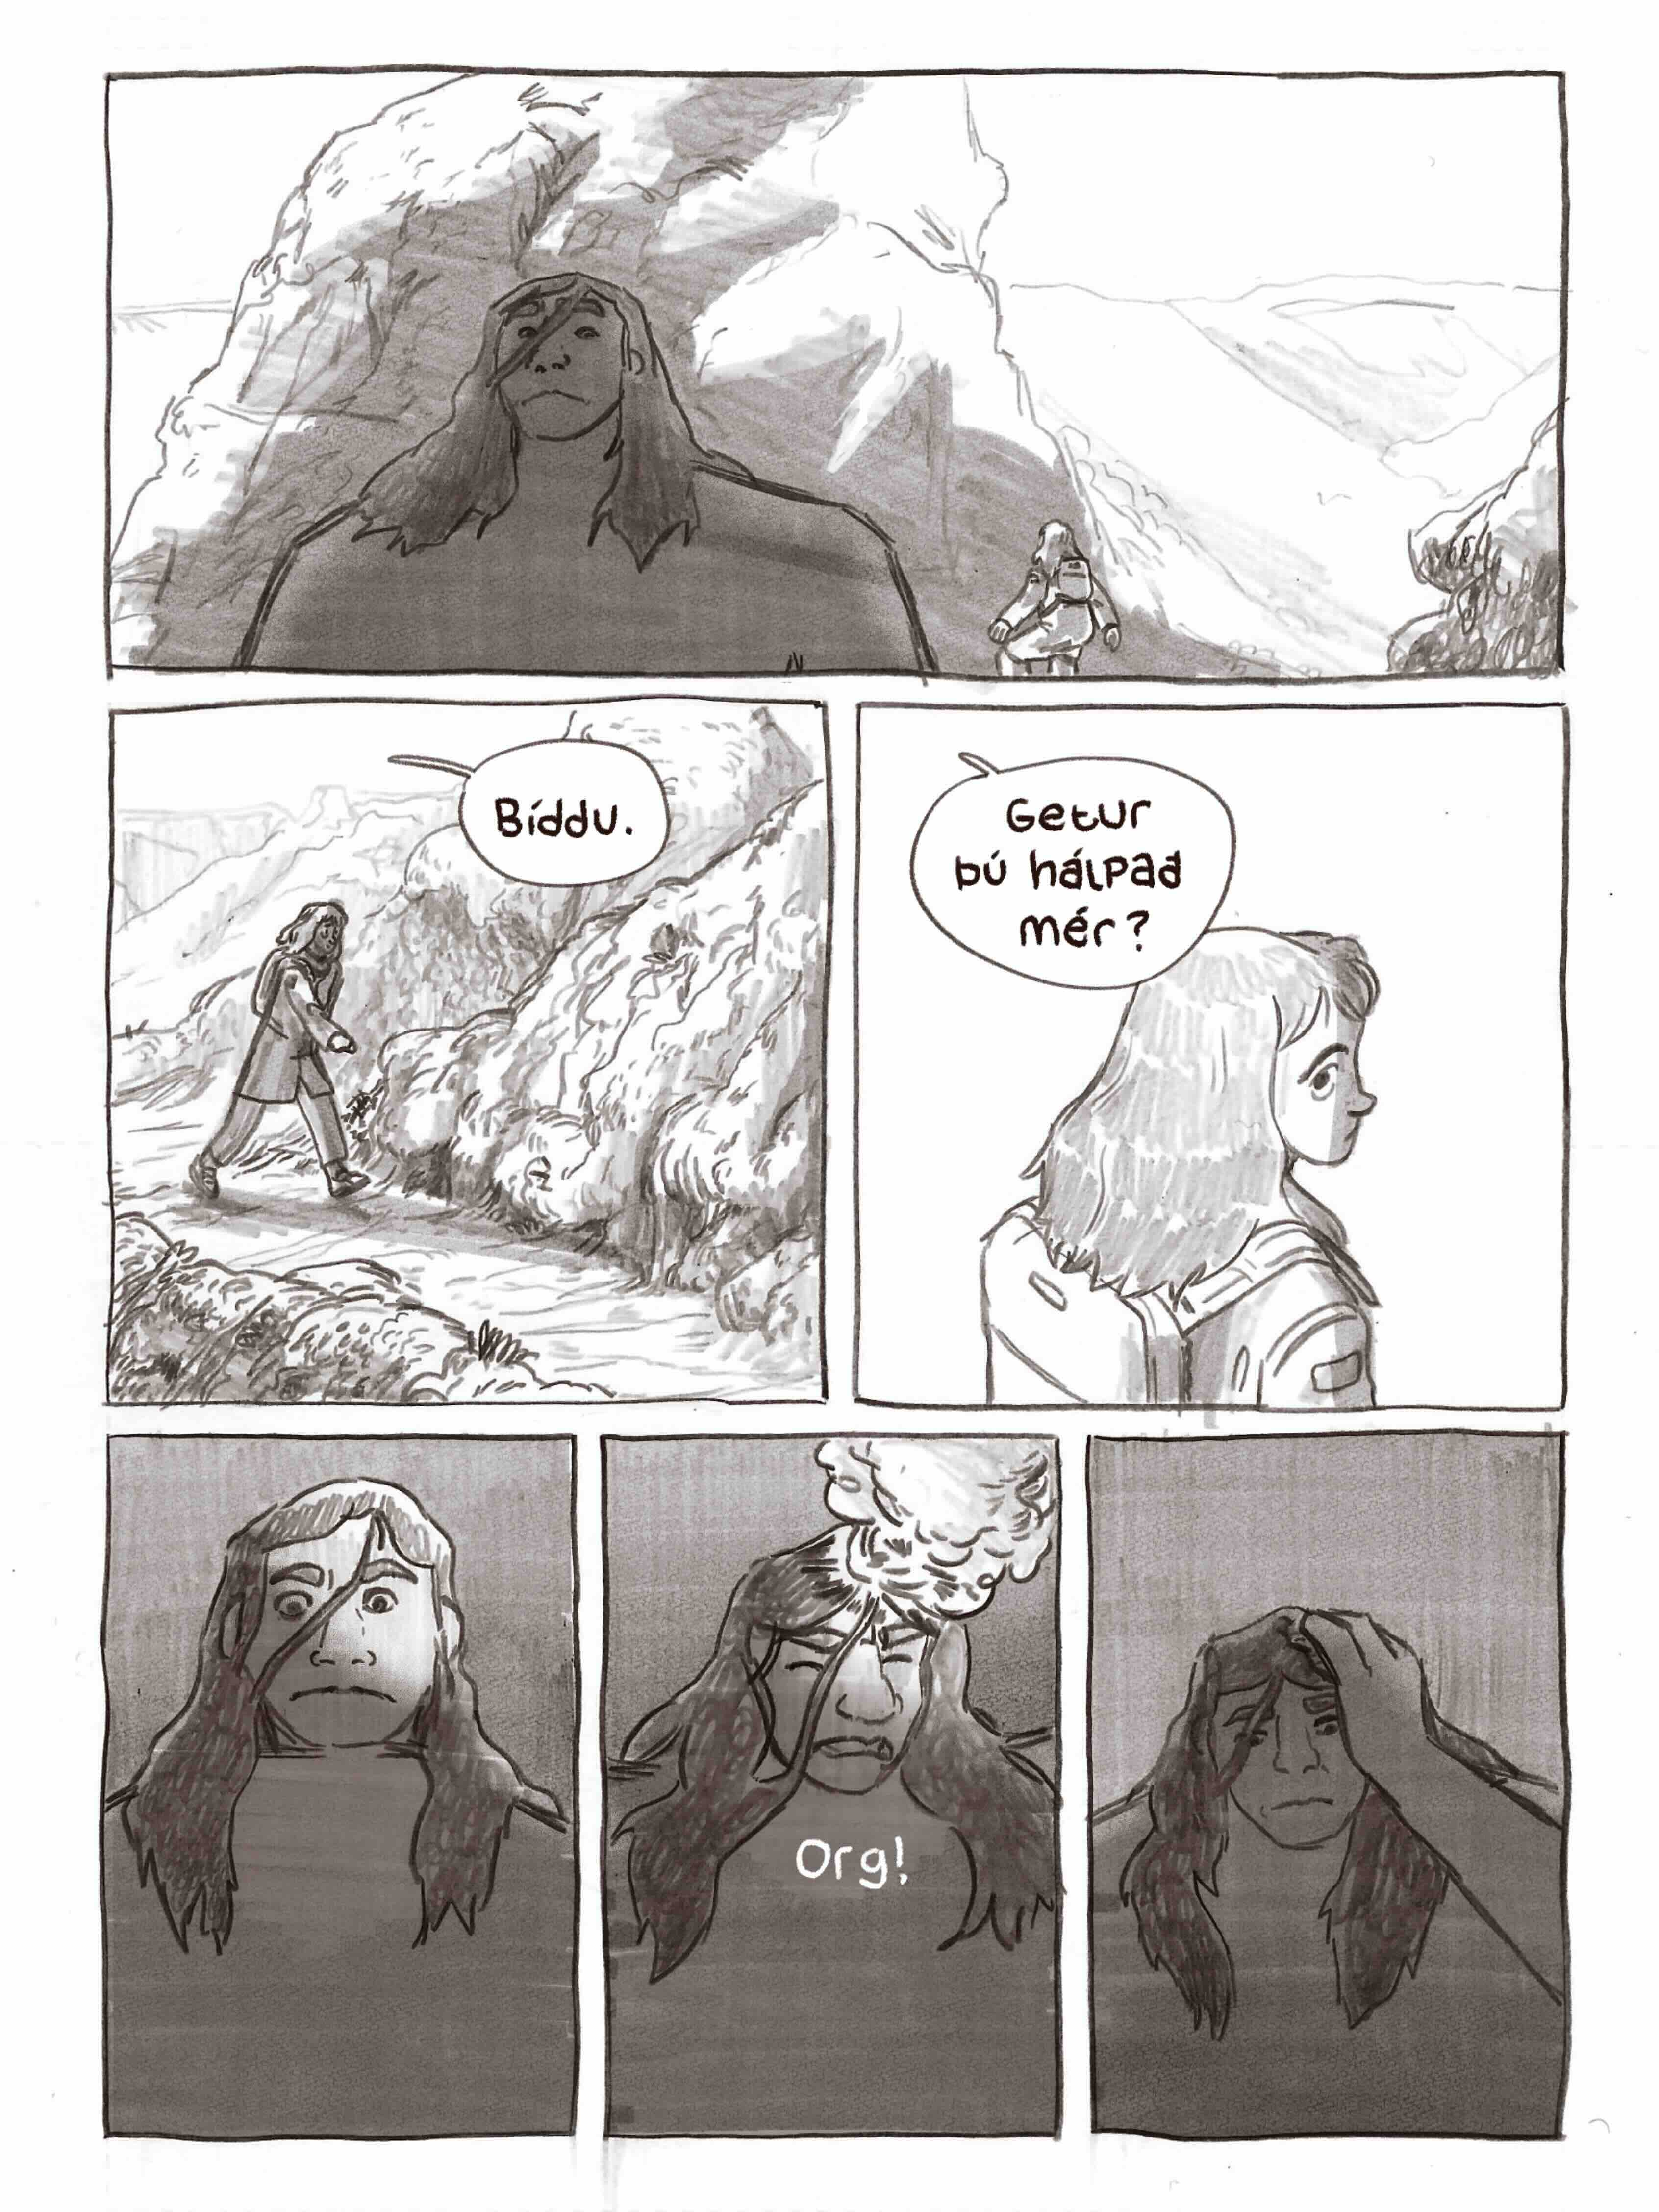 Bíddu.
Getur
þú hálpað
mér?
Org!